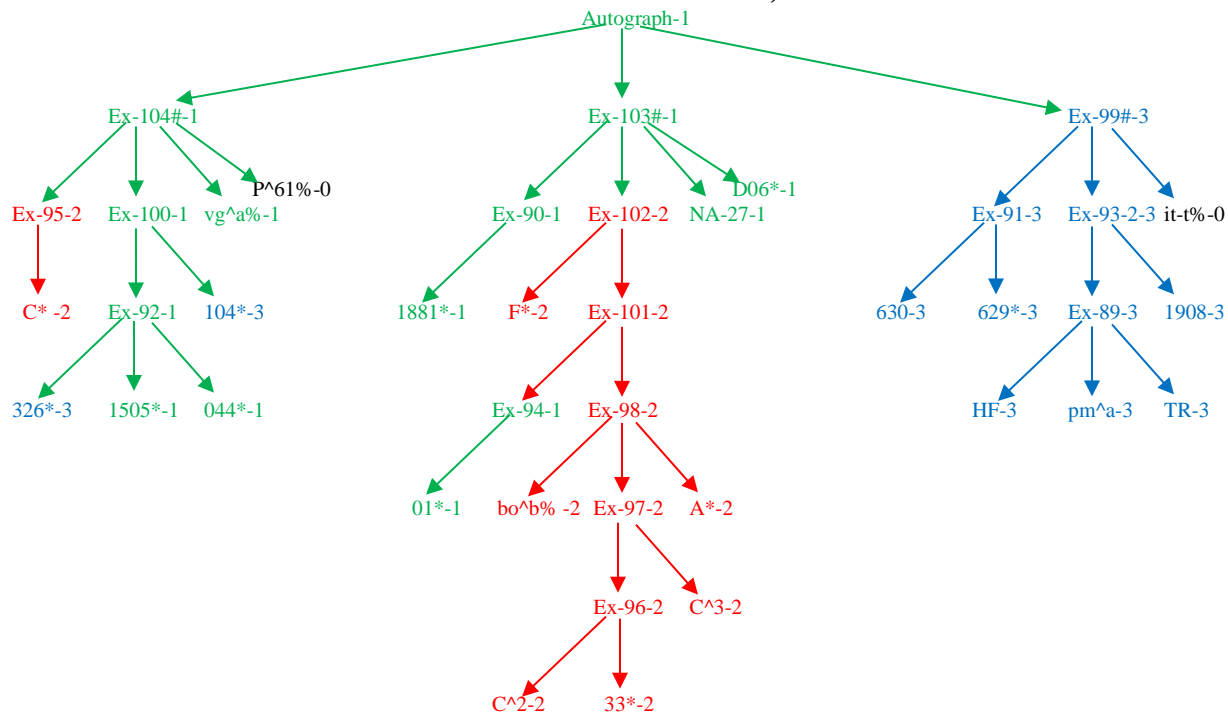 Autograph-1
Ex-104#-1 Ex-103#-1 Ex-99#-3
P^61%-0 D06*-1
Ex-95-2 Ex-100-1 vg^a%-1 Ex-90-1 Ex-102-2 NA-27-1 Ex-91-3 Ex-93-2-3 it-t%-0
C* -2 Ex-92-1 104*-3 1881*-1 F*-2 Ex-101-2 630-3 629*-3 Ex-89-3 1908-3
326*-3 1505*-1 044*-1 Ex-94-1 Ex-98-2 HF-3 pm^a-3 TR-3
01*-1 bo^b% -2 Ex-97-2 A*-2
Ex-96-2 C^3-2
C^2-2 33*-2